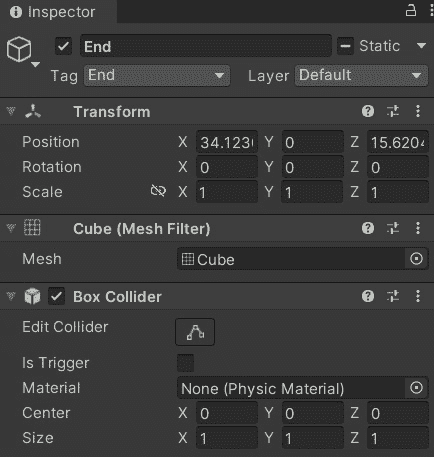 Inspector
End Static
Tag End Layer Default
Transform
Position X 34.123 Y 0 Z 15.620
Rotation X 0 Y 0 Z 0
Scale X 1 Y 1 Z 1
Cube (Mesh Filter)
Mesh Cube
Box Collider
Edit Collider
Is Trigger
Material None (Physic Material)
Center X 0 Y 0 Z 0
Size X 1 Y 1 Z 1